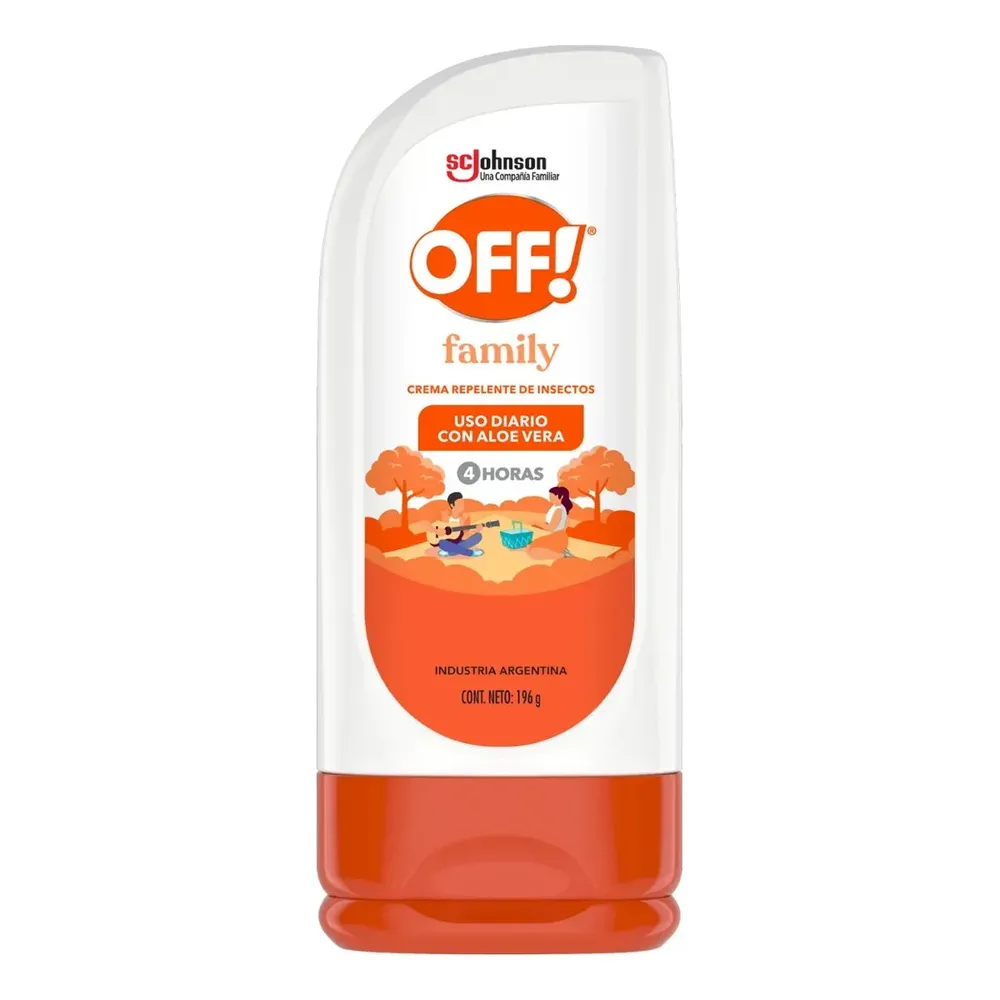 SCJohnson
Una Compañía Familiar
OFF!®
family
CREMA REPELENTE DE INSECTOS
USO DIARIO
CON ALOE VERA
4 HORAS
INDUSTRIA ARGENTINA
CONT. NETO: 196 g